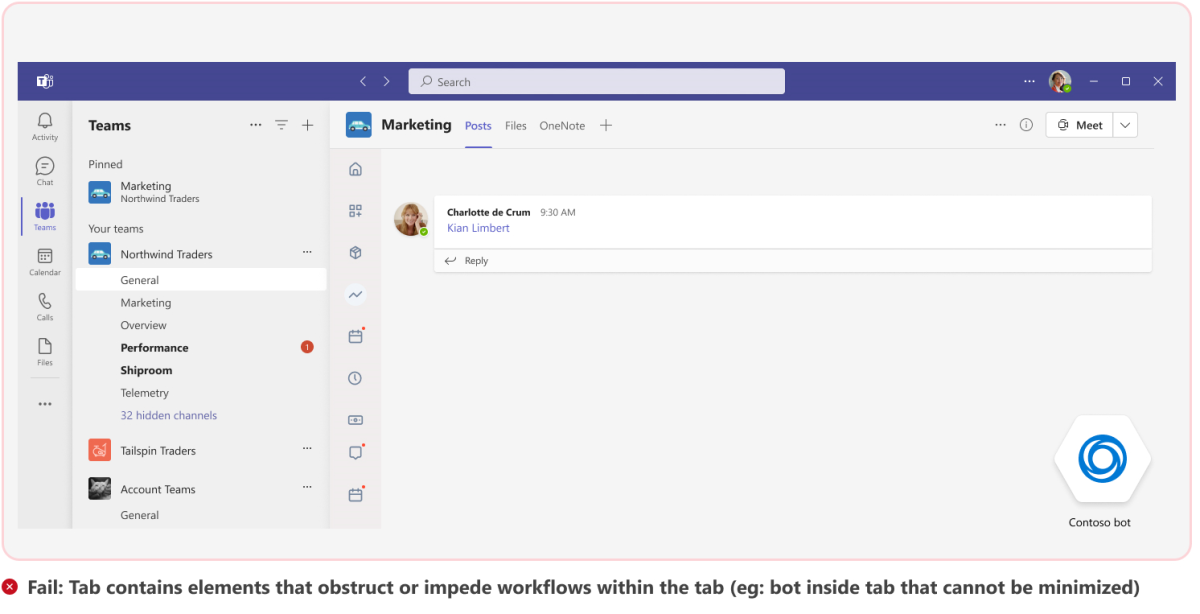 Search
Activity
Chat
Teams
Calendar
Calls
Files
Teams
Pinned
Marketing
Northwind Traders
Your teams
Northwind Traders
General
Marketing
Overview
Performance 1
Shiproom
Telemetry
32 hidden channels
Tailspin Traders
Account Teams
General
Marketing Posts Files OneNote Meet
Charlotte de Crum 9:30 AM
Kian Limbert
Reply
Contoso bot
Fail: Tab contains elements that obstruct or impede workflows within the tab (eg: bot inside tab that cannot be minimized)